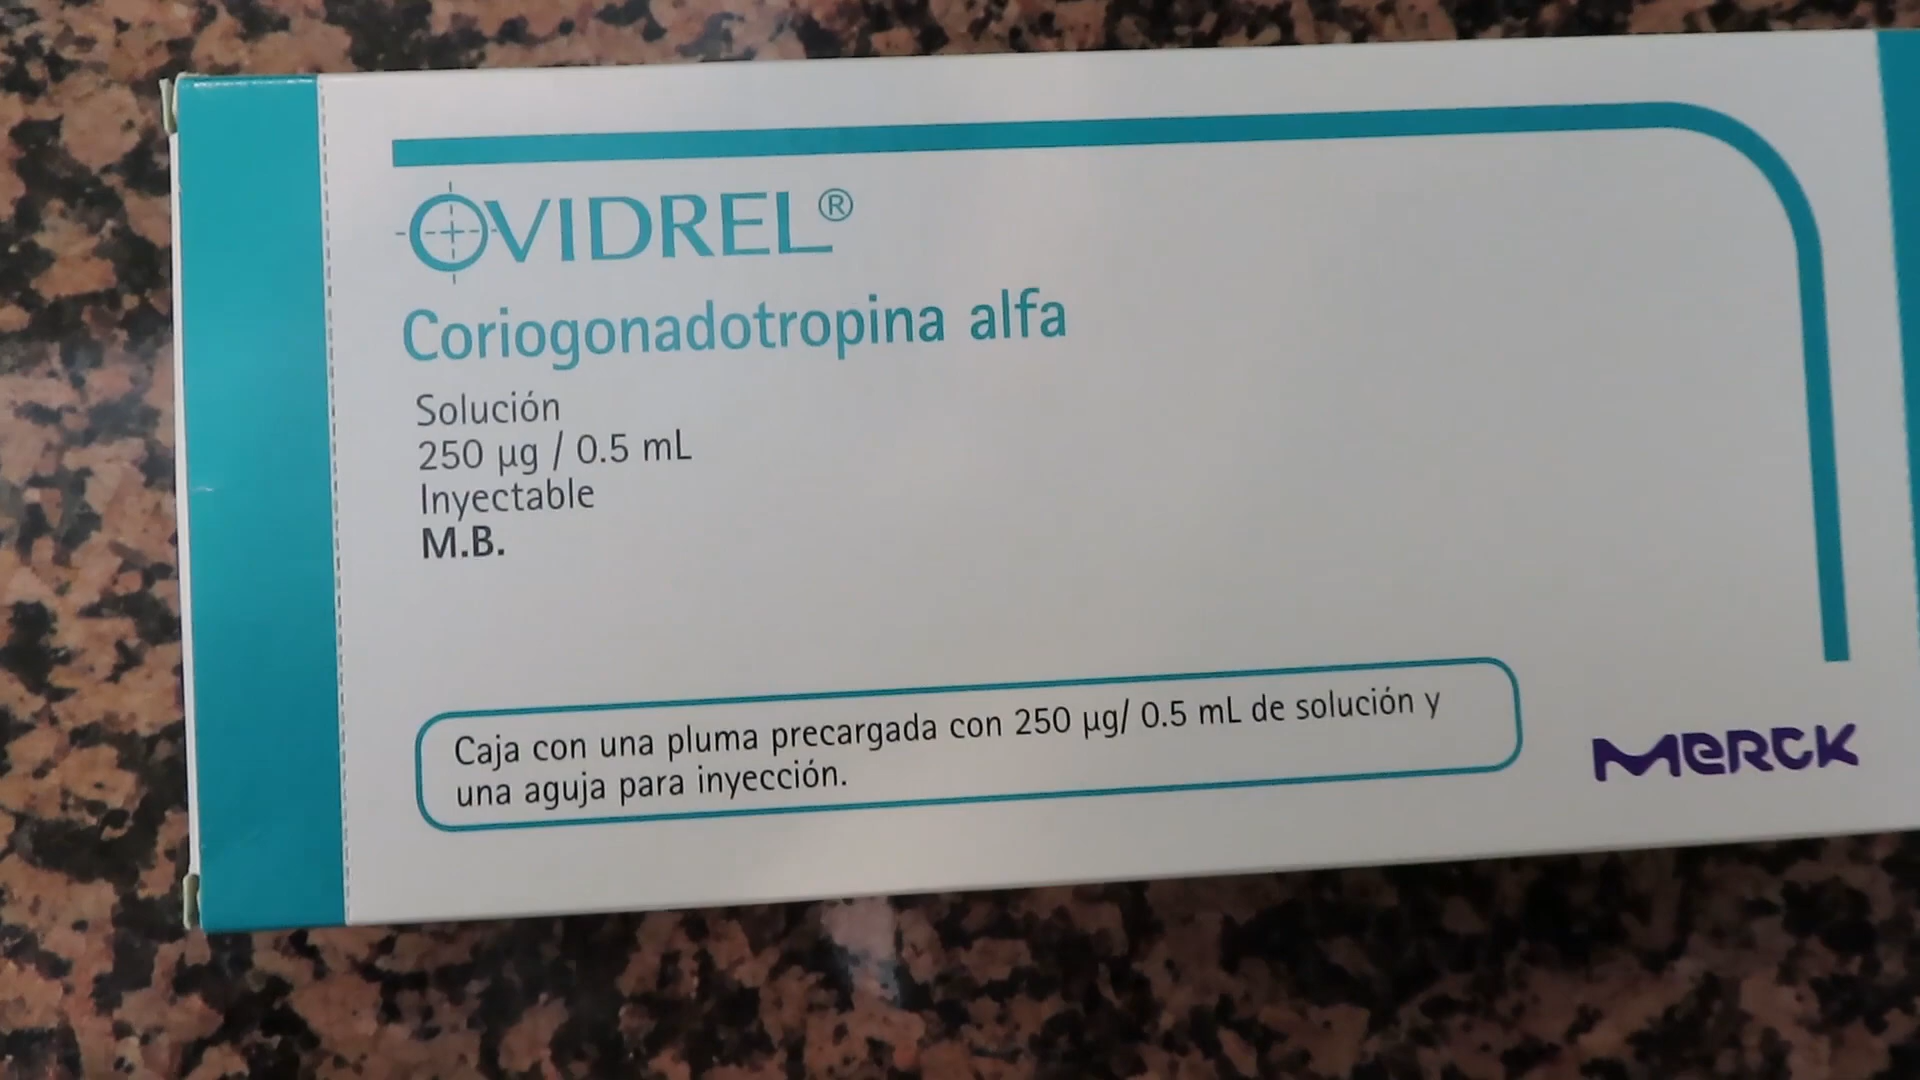 OVIDREL®
Coriogonadotropina alfa
Solución
250 µg / 0.5 mL
Inyectable
M.B.
Caja con una pluma precargada con 250 µg/ 0.5 mL de solución y
una aguja para inyección.
MERCK